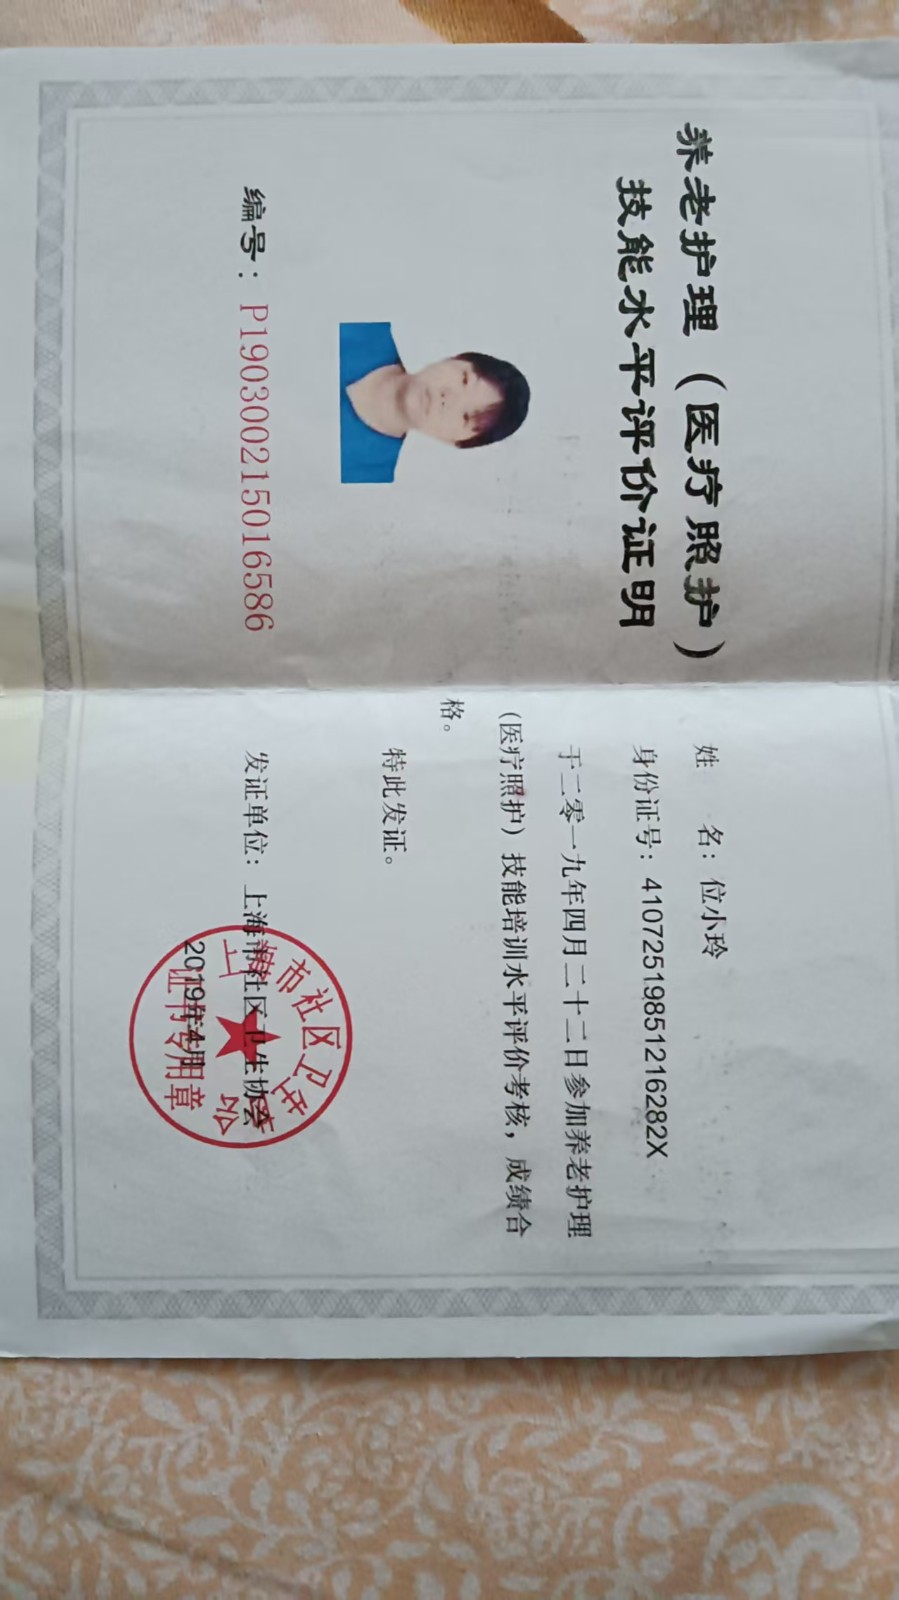 养老护理（医疗照护）
技能水平评价证明
编号：P190300215016586
姓 名：位小玲
身份证号：41072519851216282X
于二零一九年四月二十二日参加养老护理
（医疗照护）技能培训水平评价考核，成绩合
格。
特此发证。
发证单位：上海市社区卫生协会
2019年4月
上海市社区卫生协会
证书专用章